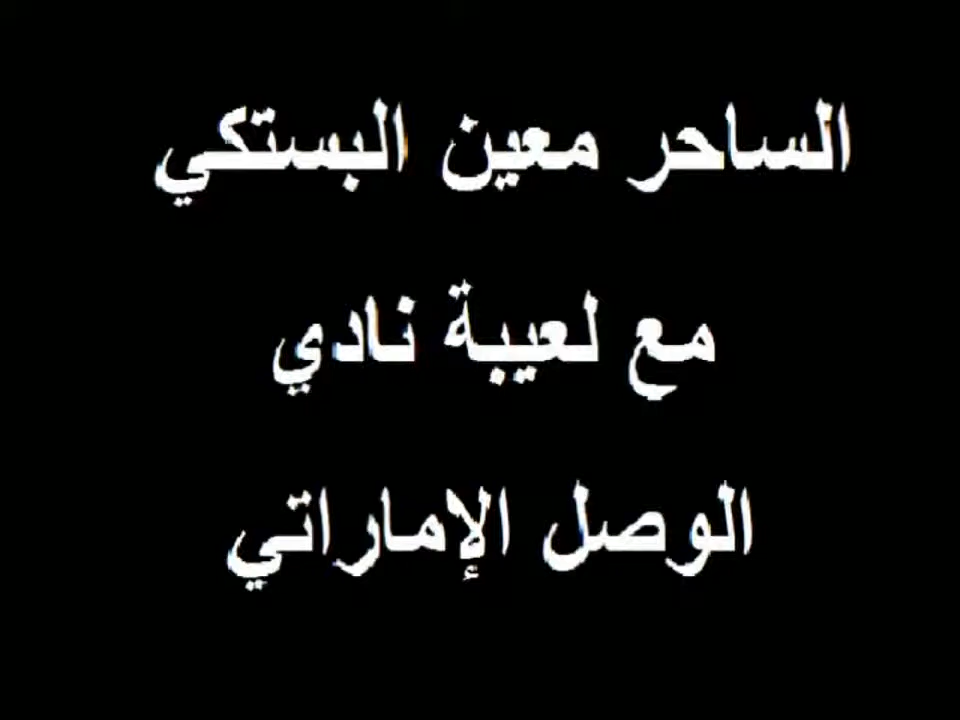 الساحر معين البستكي
مع لعيبة نادي
الوصل الإماراتي